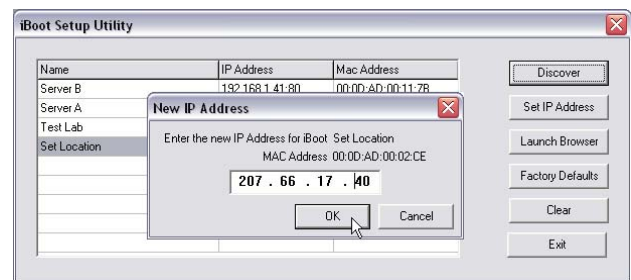 iBoot Setup Utility
Name IP Address Mac Address
Server B 192.168.1.41:80 00:0D:AD:00:11:7B
Server A
Test Lab
Set Location
New IP Address
Enter the new IP Address for iBoot Set Location
MAC Address 00:0D:AD:00:02:CE
207 . 66 . 17 . 40
OK Cancel
Discover
Set IP Address
Launch Browser
Factory Defaults
Clear
Exit